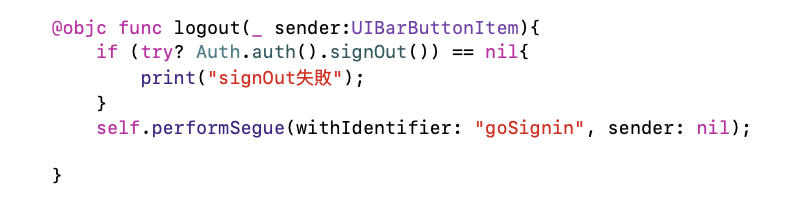 @objc func logout(_ sender:UIBarButtonItem){
    if (try? Auth.auth().signOut()) == nil{
        print("signOut失敗");
    }
    self.performSegue(withIdentifier: "goSignin", sender: nil);
}